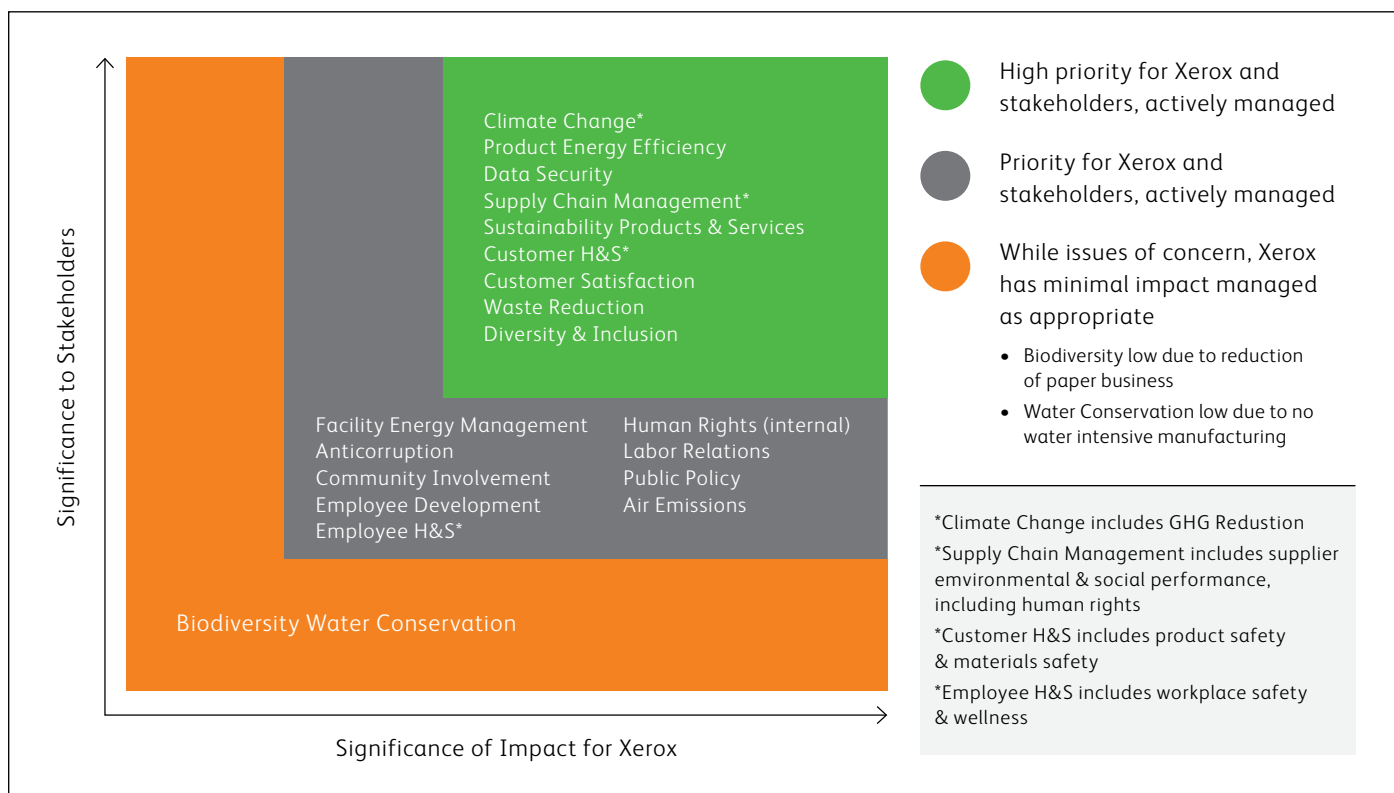 Significance to Stakeholders
Climate Change*
Product Energy Efficiency
Data Security
Supply Chain Management*
Sustainability Products & Services
Customer H&S*
Customer Satisfaction
Waste Reduction
Diversity & Inclusion
Facility Energy Management
Anticorruption
Community Involvement
Employee Development
Employee H&S*
Human Rights (internal)
Labor Relations
Public Policy
Air Emissions
Biodiversity Water Conservation
Significance of Impact for Xerox
High priority for Xerox and
stakeholders, actively managed
Priority for Xerox and
stakeholders, actively managed
While issues of concern, Xerox
has minimal impact managed
as appropriate
• Biodiversity low due to reduction
of paper business
• Water Conservation low due to no
water intensive manufacturing
*Climate Change includes GHG Redustion
*Supply Chain Management includes supplier
emvironmental & social performance,
including human rights
*Customer H&S includes product safety
& materials safety
*Employee H&S includes workplace safety
& wellness